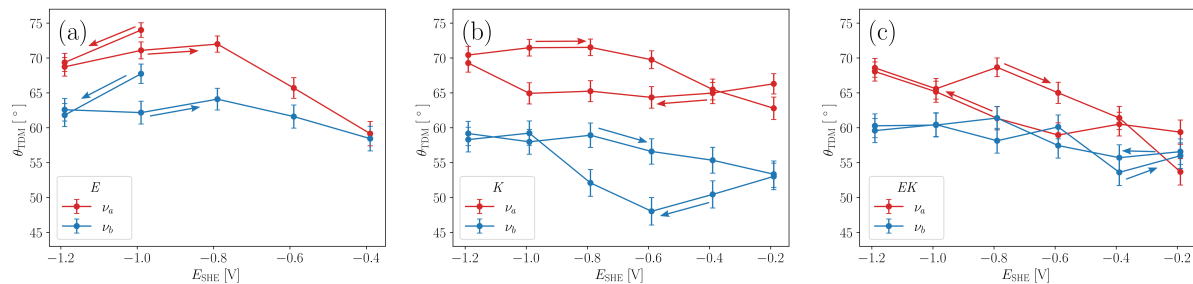 (a)
75
70
65
60
55
50
45
θTDM [ ° ]
E
νa
νb
−1.2 −1.0 −0.8 −0.6 −0.4
ESHE [V]
(b)
75
70
65
60
55
50
45
θTDM [ ° ]
K
νa
νb
−1.2 −1.0 −0.8 −0.6 −0.4 −0.2
ESHE [V]
(c)
75
70
65
60
55
50
45
θTDM [ ° ]
EK
νa
νb
−1.2 −1.0 −0.8 −0.6 −0.4 −0.2
ESHE [V]